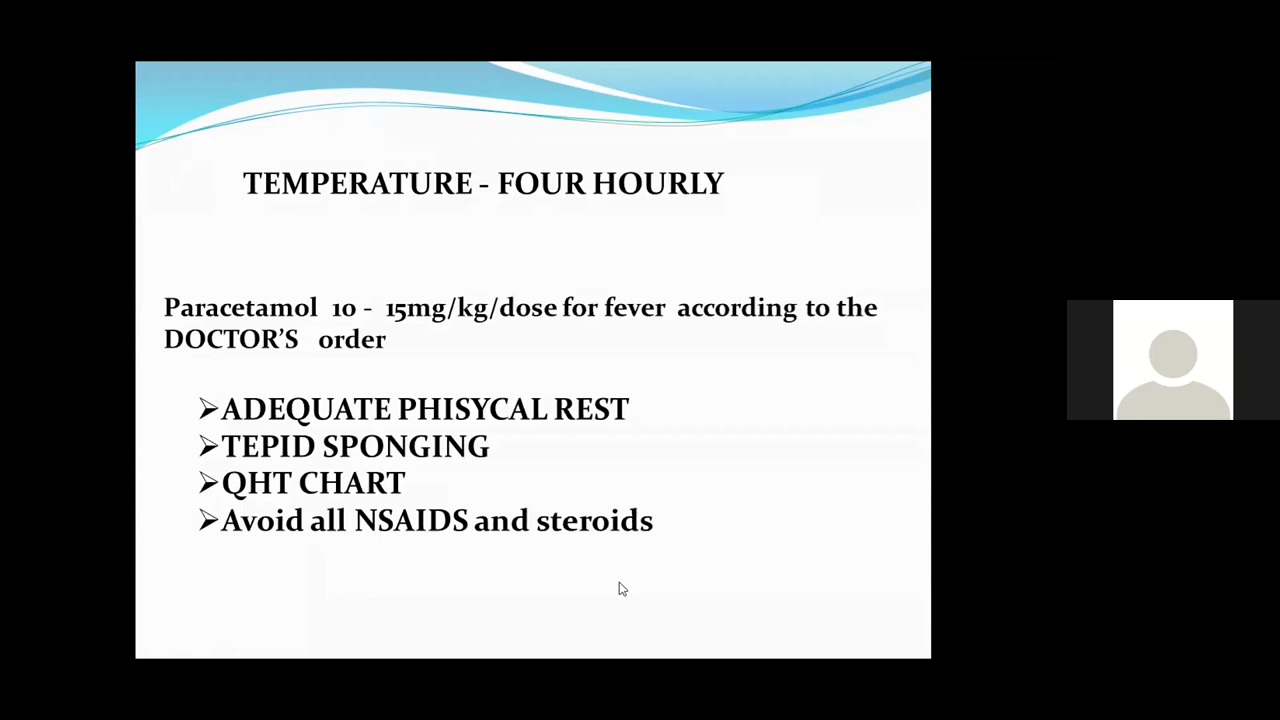 TEMPERATURE - FOUR HOURLY
Paracetamol 10 - 15mg/kg/dose for fever according to the
DOCTOR'S order
➢ADEQUATE PHISYCAL REST
➢TEPID SPONGING
➢QHT CHART
➢Avoid all NSAIDS and steroids